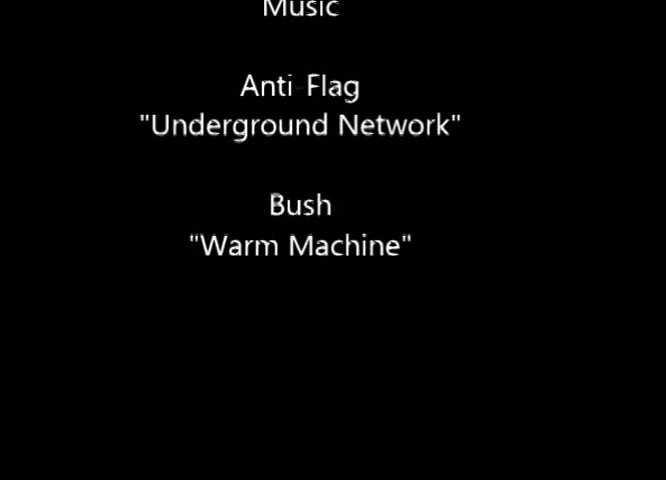 Music
Anti-Flag
"Underground Network"
Bush
"Warm Machine"